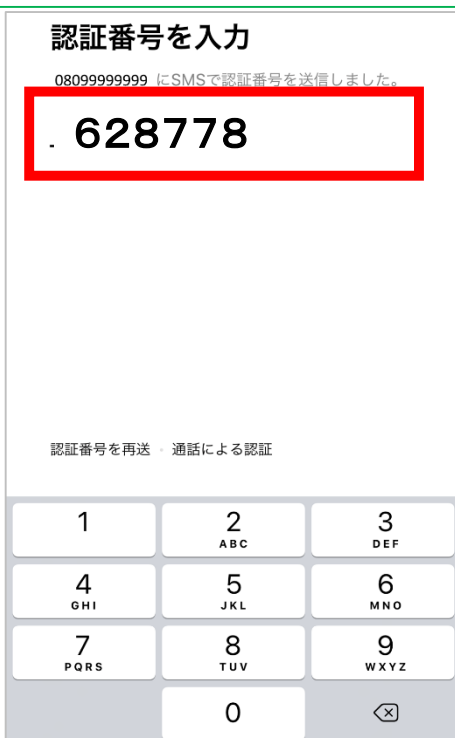 認証番号を入力
08099999999 にSMSで認証番号を送信しました。
628778
認証番号を再送 · 通話による認証
1 2 3
ABC DEF
4 5 6
GHI JKL MNO
7 8 9
PQRS TUV WXYZ
0